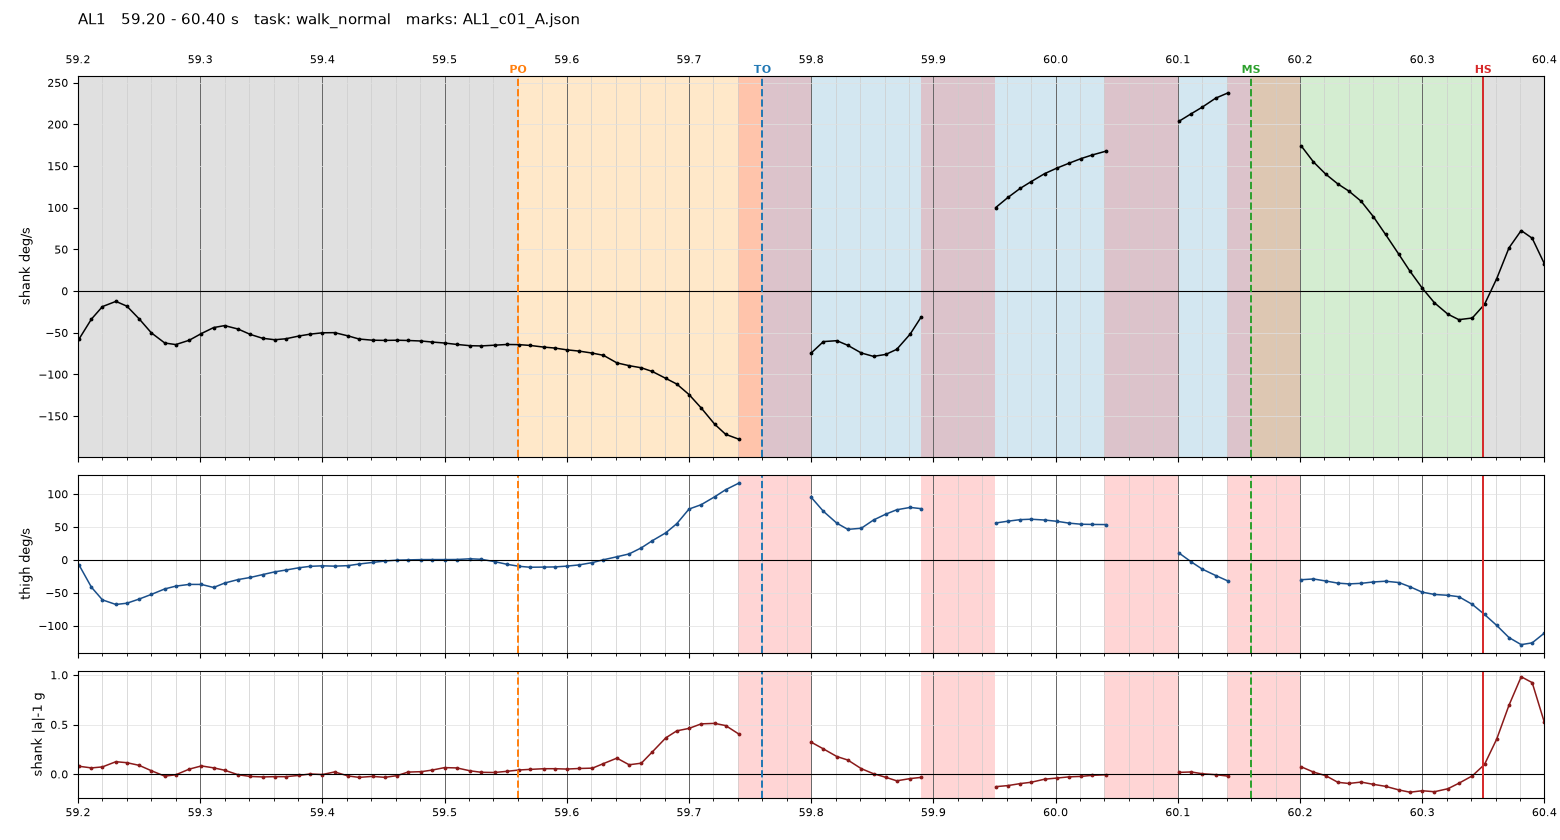 AL1   59.20 - 60.40 s   task: walk_normal   marks: AL1_c01_A.json
59.2 59.3 59.4 59.5 59.6 59.7 59.8 59.9 60.0 60.1 60.2 60.3 60.4
PO TO MS HS
250
200
150
100
50
0
−50
−100
−150
shank deg/s
100
50
0
−50
−100
thigh deg/s
1.0
0.5
0.0
shank |a|-1 g
59.2 59.3 59.4 59.5 59.6 59.7 59.8 59.9 60.0 60.1 60.2 60.3 60.4